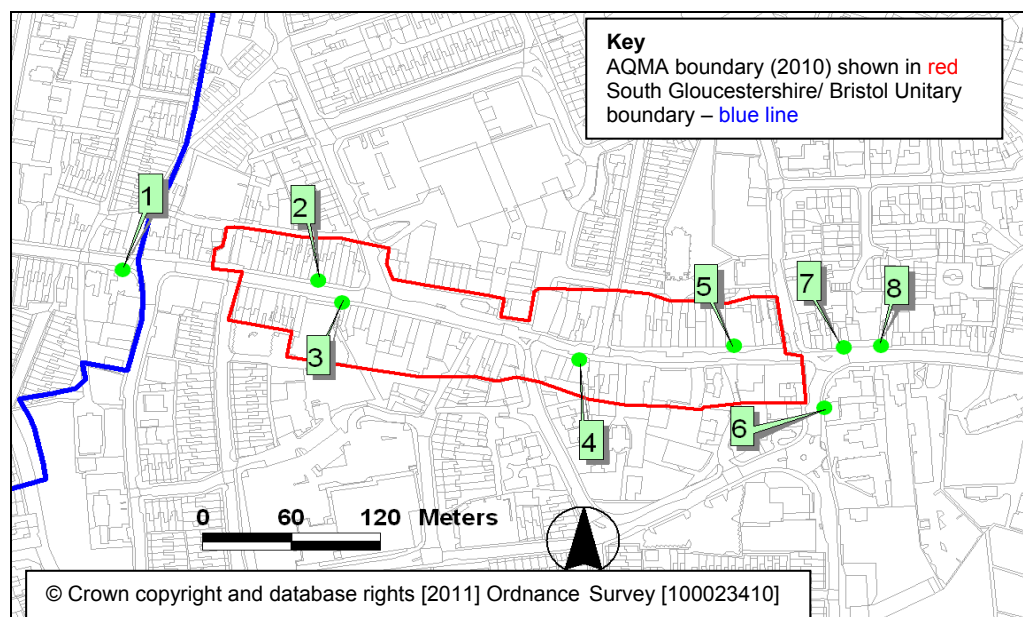 Key
AQMA boundary (2010) shown in red
South Gloucestershire/ Bristol Unitary
boundary – blue line
1
2
3
4
5
6
7
8
0 60 120 Meters
© Crown copyright and database rights [2011] Ordnance Survey [100023410]